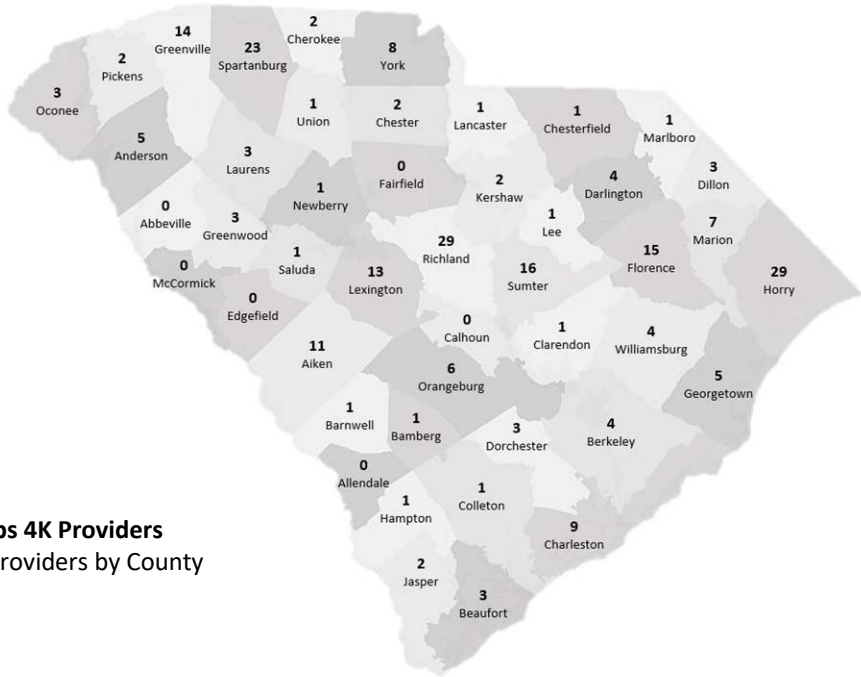 2
Cherokee
14
Greenville
23
Spartanburg
8
York
2
Pickens
3
Oconee
1
Union
2
Chester
1
Lancaster
1
Chesterfield
1
Marlboro
5
Anderson
3
Laurens
0
Fairfield
2
Kershaw
4
Darlington
3
Dillon
1
Newberry
0
Abbeville
3
Greenwood
1
Lee
7
Marion
29
Richland
15
Florence
1
Saluda
0
McCormick
13
Lexington
16
Sumter
29
Horry
0
Edgefield
0
Calhoun
1
Clarendon
4
Williamsburg
11
Aiken
6
Orangeburg
5
Georgetown
1
Barnwell
1
Bamberg
3
Dorchester
4
Berkeley
0
Allendale
1
Hampton
1
Colleton
9
Charleston
2
Jasper
3
Beaufort
4K Providers
roviders by County